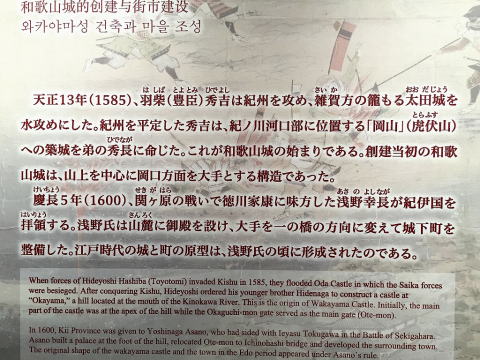 和歌山城的创建与街市建设
와카야마성 건축과 마을 조성
天正13年(1585)、羽柴(豊臣)秀吉は紀州を攻め、雑賀方の籠もる太田城を
水攻めにした。紀州を平定した秀吉は、紀ノ川河口部に位置する「岡山」(虎伏山)
への築城を弟の秀長に命じた。これが和歌山城の始まりである。創建当初の和歌
山城は、山上を中心に岡口方面を大手とする構造であった。
慶長5年(1600)、関ヶ原の戦いで徳川家康に味方した浅野幸長が紀伊国を
拝領する。浅野氏は山麓に御殿を設け、大手を一の橋の方向に変えて城下町を
整備した。江戸時代の城と町の原型は、浅野氏の頃に形成されたのである。
When forces of Hideyoshi Hashiba (Toyotomi) invaded Kishu in 1585, they flooded Oda Castle in which the Saika forces
were besieged. After conquering Kishu, Hideyoshi ordered his younger brother Hidenaga to construct a castle at
"Okayama," a hill located at the mouth of the Kinokawa River. This is the origin of Wakayama Castle. Initially, the main
part of the castle was at the apex of the hill while the Okaguchi-mon gate served as the main gate (Ote-mon).
In 1600, Kii Province was given to Yoshinaga Asano, who had sided with Ieyasu Tokugawa in the Battle of Sekigahara.
Asano built a palace at the foot of the hill, relocated Ote-mon to Ichinohashi bridge and developed the surrounding town.
The original shape of the wakayama castle and the town in the Edo period appeared under Asano's rule.